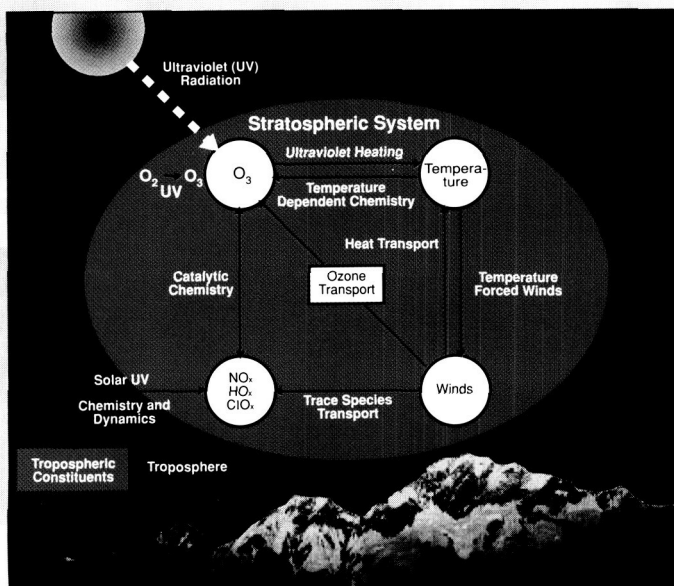 Ultraviolet (UV)
Radiation
Stratospheric System
Ultraviolet Heating
O₂ → O₃
UV
O₃
Tempera-
ture
Temperature
Dependent Chemistry
Heat Transport
Catalytic
Chemistry
Ozone
Transport
Temperature
Forced Winds
Solar UV
Chemistry and
Dynamics
NOₓ
HOₓ
ClOₓ
Trace Species
Transport
Winds
Tropospheric
Constituents
Troposphere